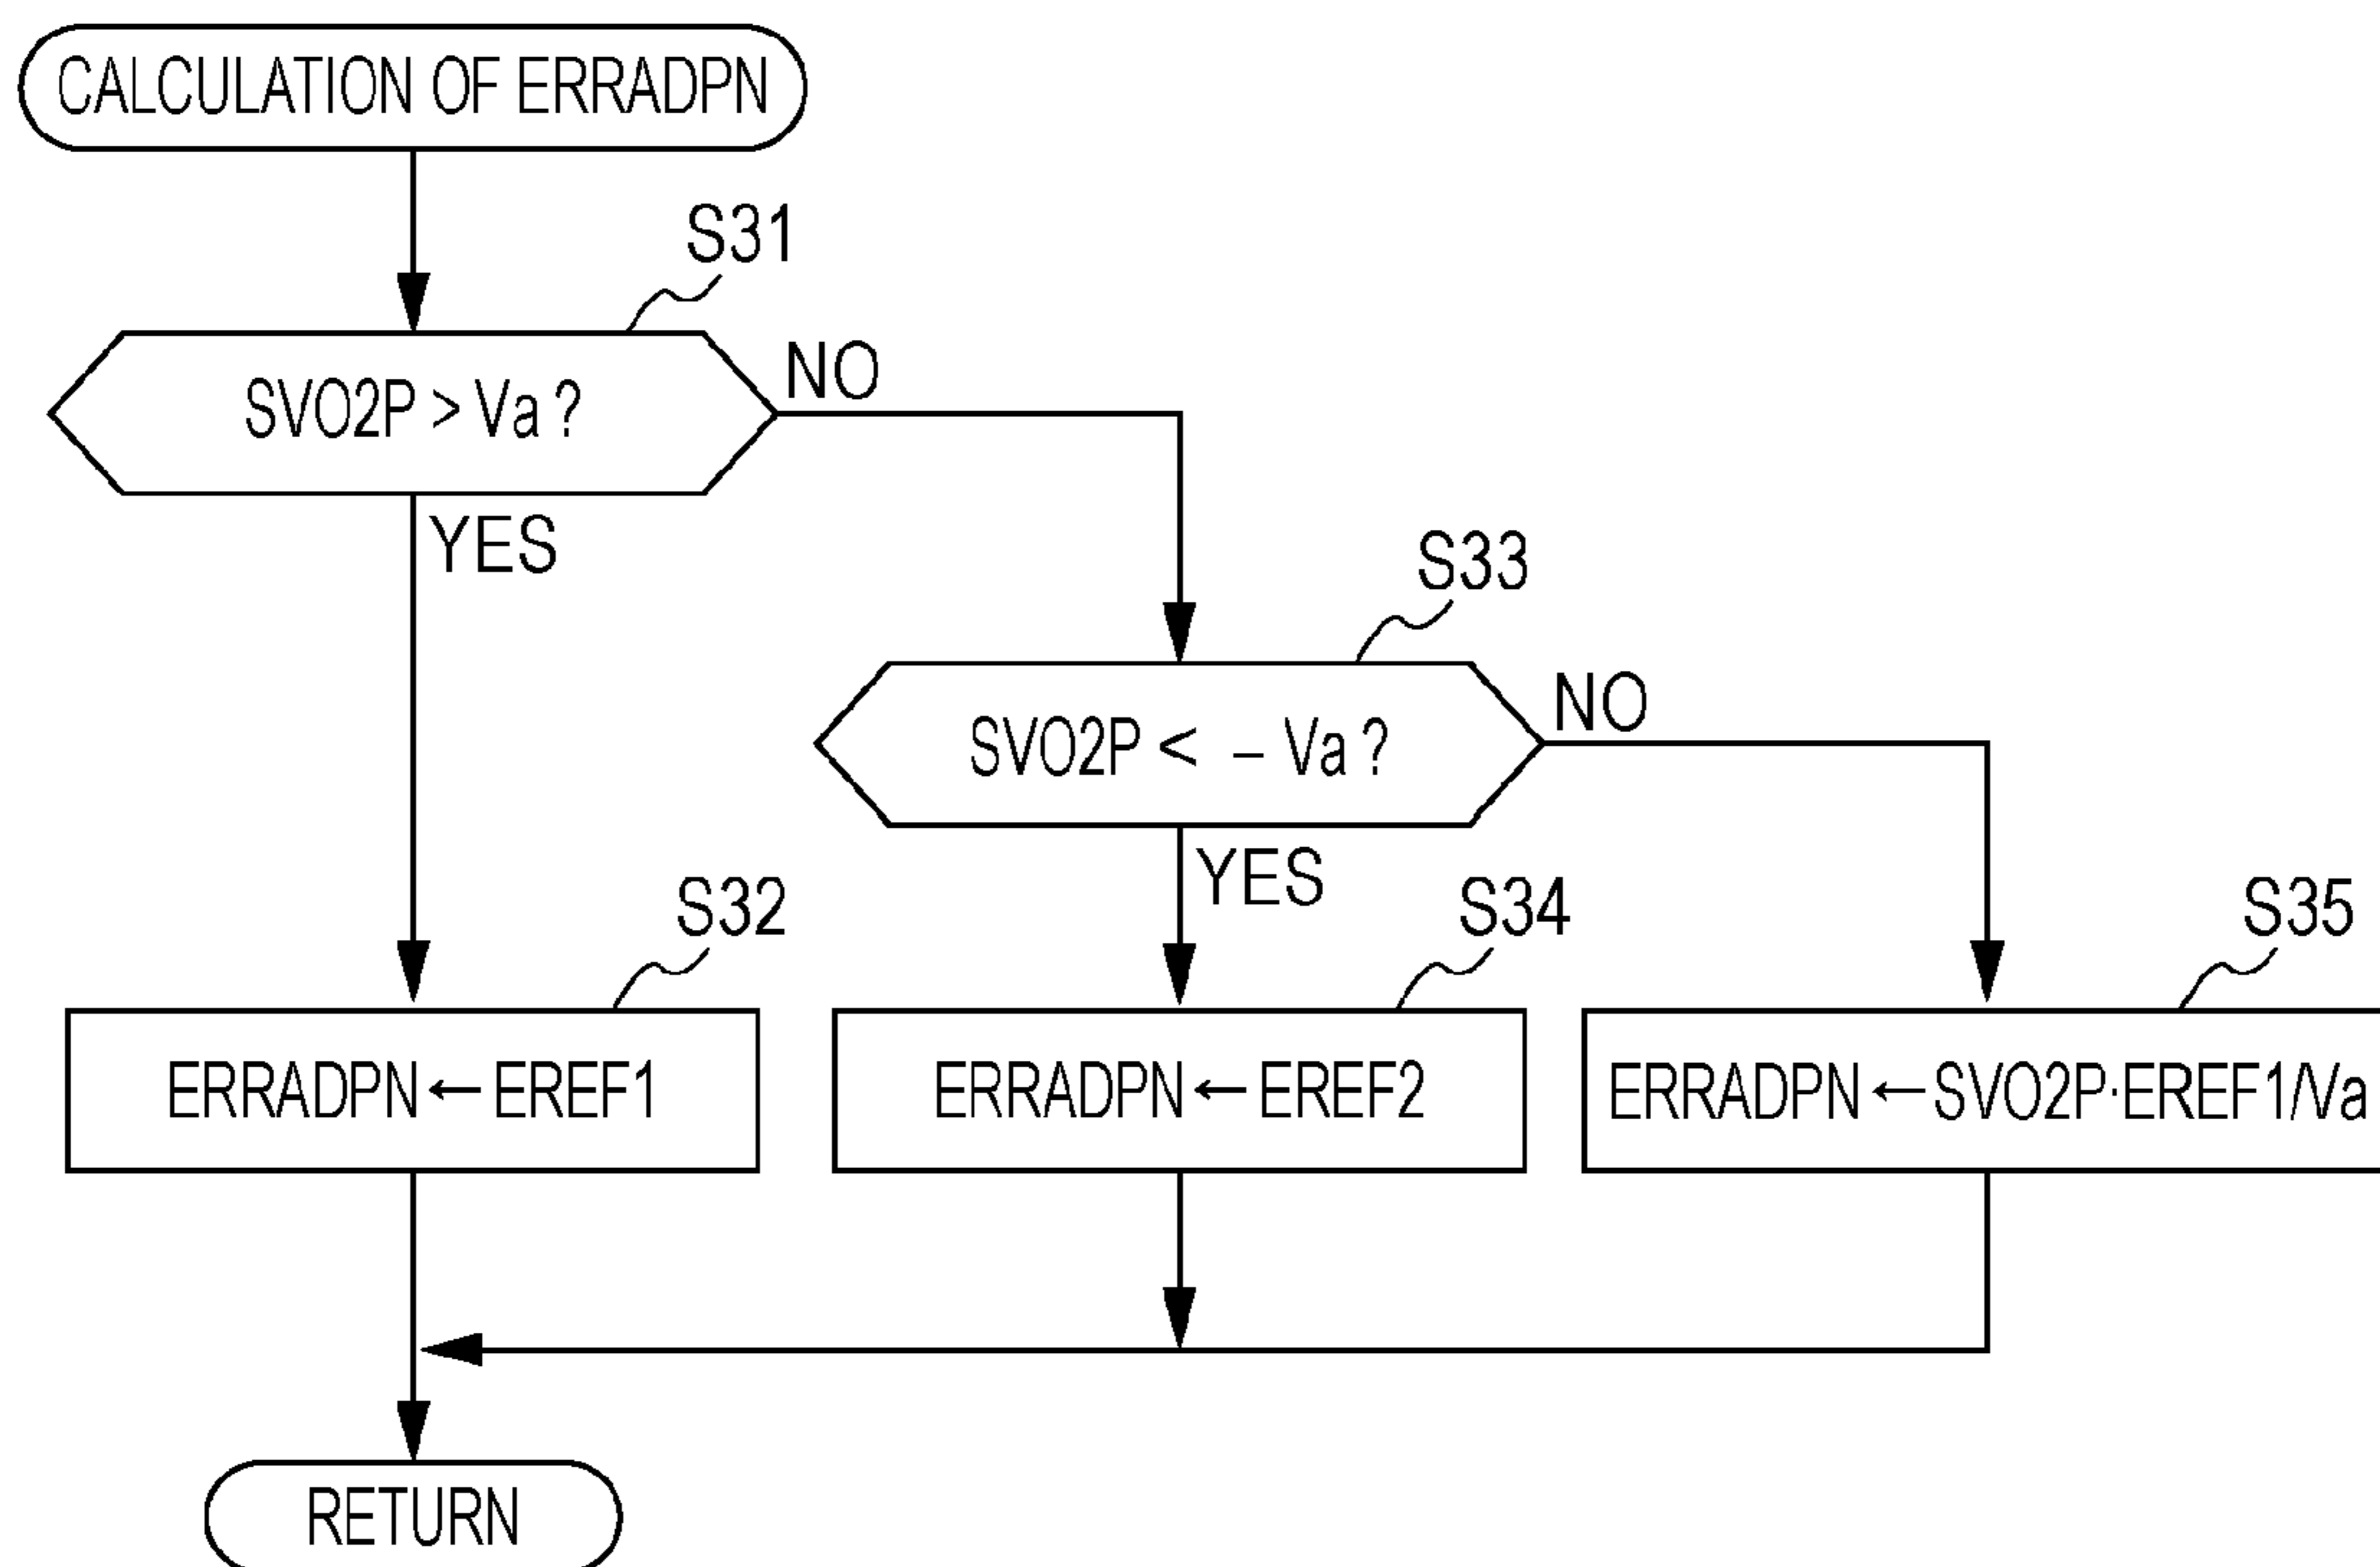 CALCULATION OF ERRADPN
S31
SVO2P > Va ?
NO
YES
S33
SVO2P < – Va ?
NO
YES
S32
S34
S35
ERRADPN ← EREF1
ERRADPN ← EREF2
ERRADPN ← SVO2P·EREF1/Va
RETURN